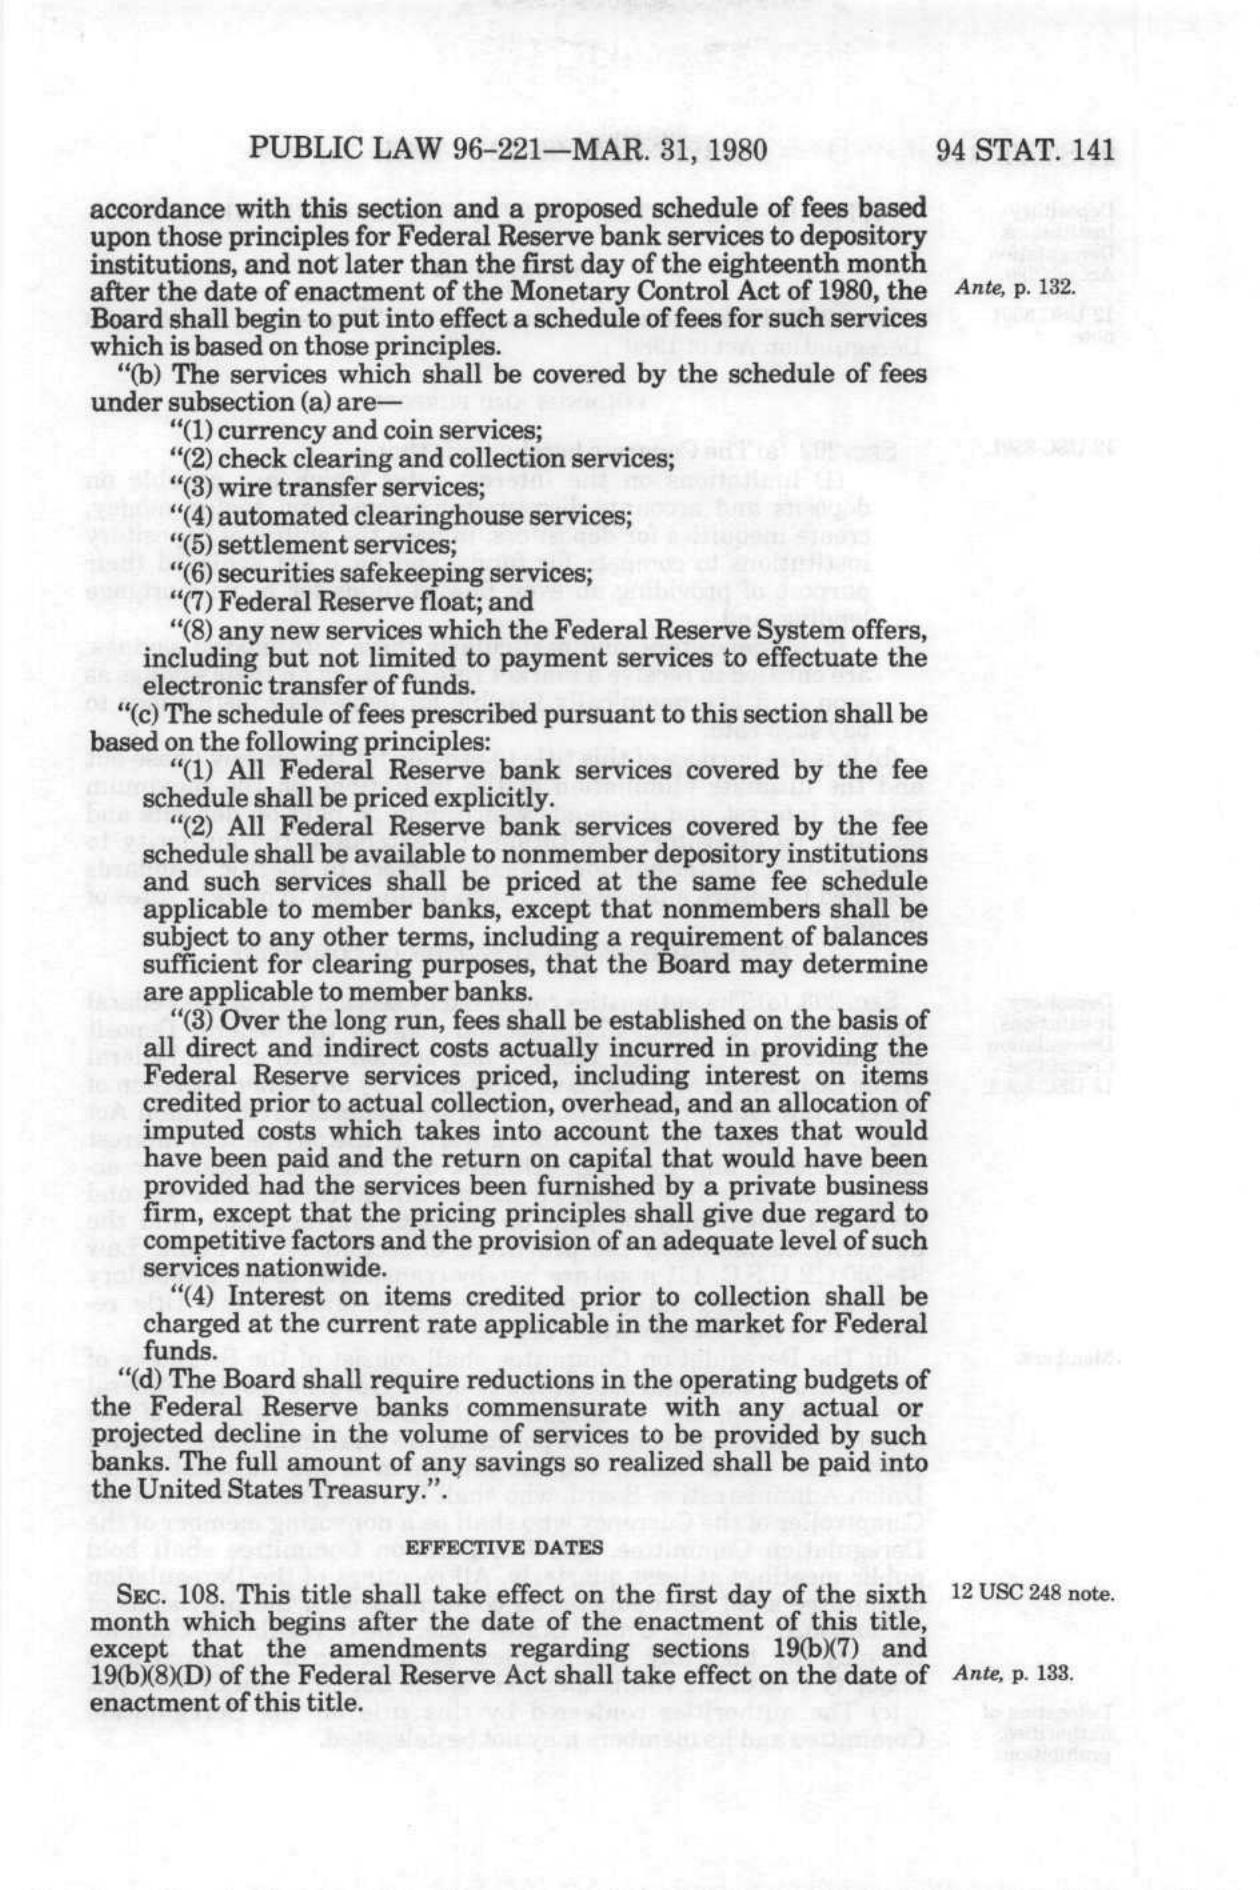 PUBLIC LAW 96–221—MAR. 31, 1980 94 STAT. 141
accordance with this section and a proposed schedule of fees based
upon those principles for Federal Reserve bank services to depository
institutions, and not later than the first day of the eighteenth month
after the date of enactment of the Monetary Control Act of 1980, the Ante, p. 132.
Board shall begin to put into effect a schedule of fees for such services
which is based on those principles.
“(b) The services which shall be covered by the schedule of fees
under subsection (a) are—
“(1) currency and coin services;
“(2) check clearing and collection services;
“(3) wire transfer services;
“(4) automated clearinghouse services;
“(5) settlement services;
“(6) securities safekeeping services;
“(7) Federal Reserve float; and
“(8) any new services which the Federal Reserve System offers,
including but not limited to payment services to effectuate the
electronic transfer of funds.
“(c) The schedule of fees prescribed pursuant to this section shall be
based on the following principles:
“(1) All Federal Reserve bank services covered by the fee
schedule shall be priced explicitly.
“(2) All Federal Reserve bank services covered by the fee
schedule shall be available to nonmember depository institutions
and such services shall be priced at the same fee schedule
applicable to member banks, except that nonmembers shall be
subject to any other terms, including a requirement of balances
sufficient for clearing purposes, that the Board may determine
are applicable to member banks.
“(3) Over the long run, fees shall be established on the basis of
all direct and indirect costs actually incurred in providing the
Federal Reserve services priced, including interest on items
credited prior to actual collection, overhead, and an allocation of
imputed costs which takes into account the taxes that would
have been paid and the return on capital that would have been
provided had the services been furnished by a private business
firm, except that the pricing principles shall give due regard to
competitive factors and the provision of an adequate level of such
services nationwide.
“(4) Interest on items credited prior to collection shall be
charged at the current rate applicable in the market for Federal
funds.
“(d) The Board shall require reductions in the operating budgets of
the Federal Reserve banks commensurate with any actual or
projected decline in the volume of services to be provided by such
banks. The full amount of any savings so realized shall be paid into
the United States Treasury.”.
EFFECTIVE DATES
SEC. 108. This title shall take effect on the first day of the sixth 12 USC 248 note.
month which begins after the date of the enactment of this title,
except that the amendments regarding sections 19(b)(7) and
19(b)(8)(D) of the Federal Reserve Act shall take effect on the date of Ante, p. 133.
enactment of this title.